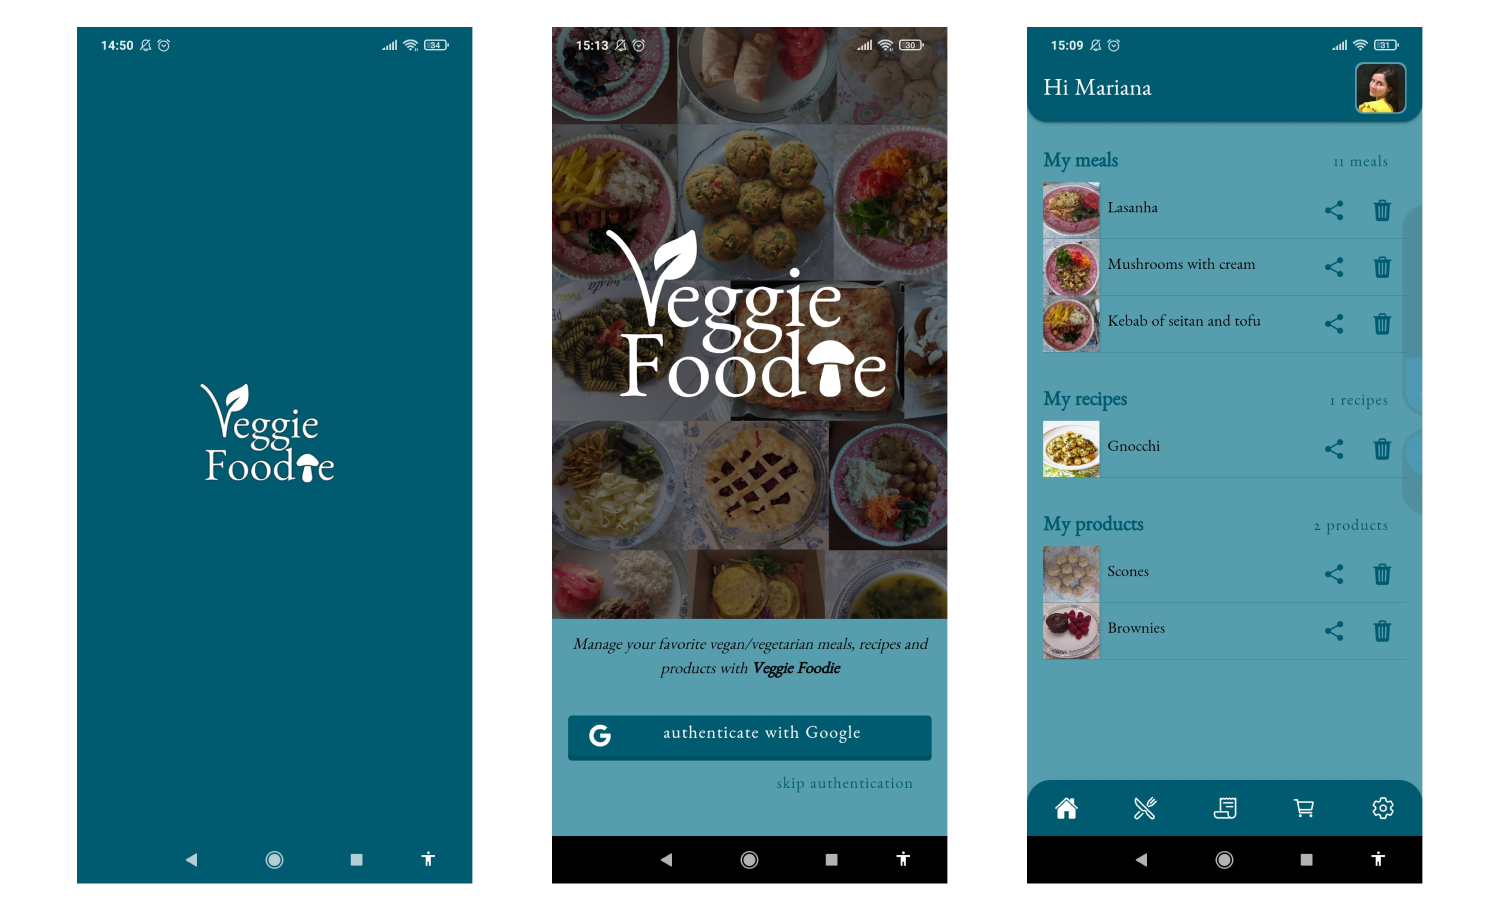 14:50
34
Veggie
Foodie
15:13
30
Veggie
Foodie
Manage your favorite vegan/vegetarian meals, recipes and
products with Veggie Foodie
G
authenticate with Google
skip authentication
15:09
31
Hi Mariana
My meals
11 meals
Lasanha
Mushrooms with cream
Kebab of seitan and tofu
My recipes
1 recipes
Gnocchi
My products
2 products
Scones
Brownies